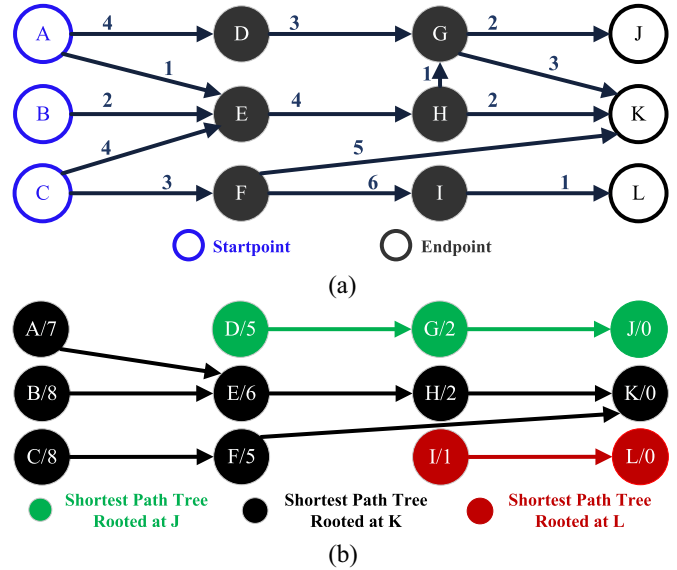 A 4 D 3 G 2 J
1 3
B 2 E 4 1 H 2 K
4 5
C 3 F 6 I 1 L
Startpoint Endpoint
(a)
A/7 D/5 G/2 J/0
B/8 E/6 H/2 K/0
C/8 F/5 I/1 L/0
Shortest Path Tree Shortest Path Tree Shortest Path Tree
Rooted at J Rooted at K Rooted at L
(b)